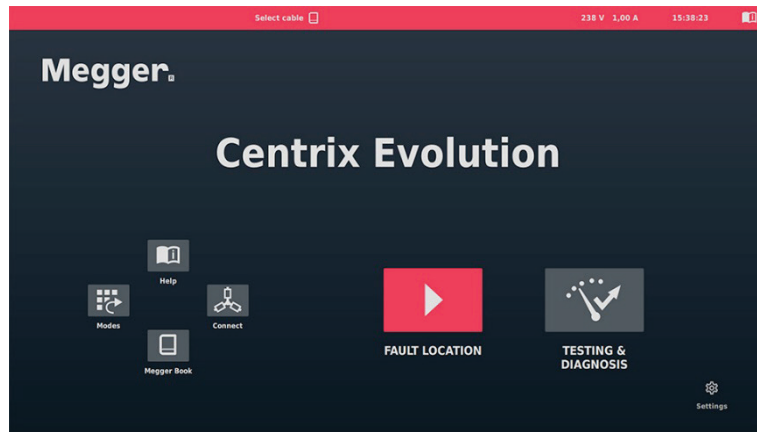 Select cable
238 V 1,00 A 15:38:23
Megger
Centrix Evolution
Help
Modes
Connect
Megger Book
FAULT LOCATION
TESTING &
DIAGNOSIS
Settings